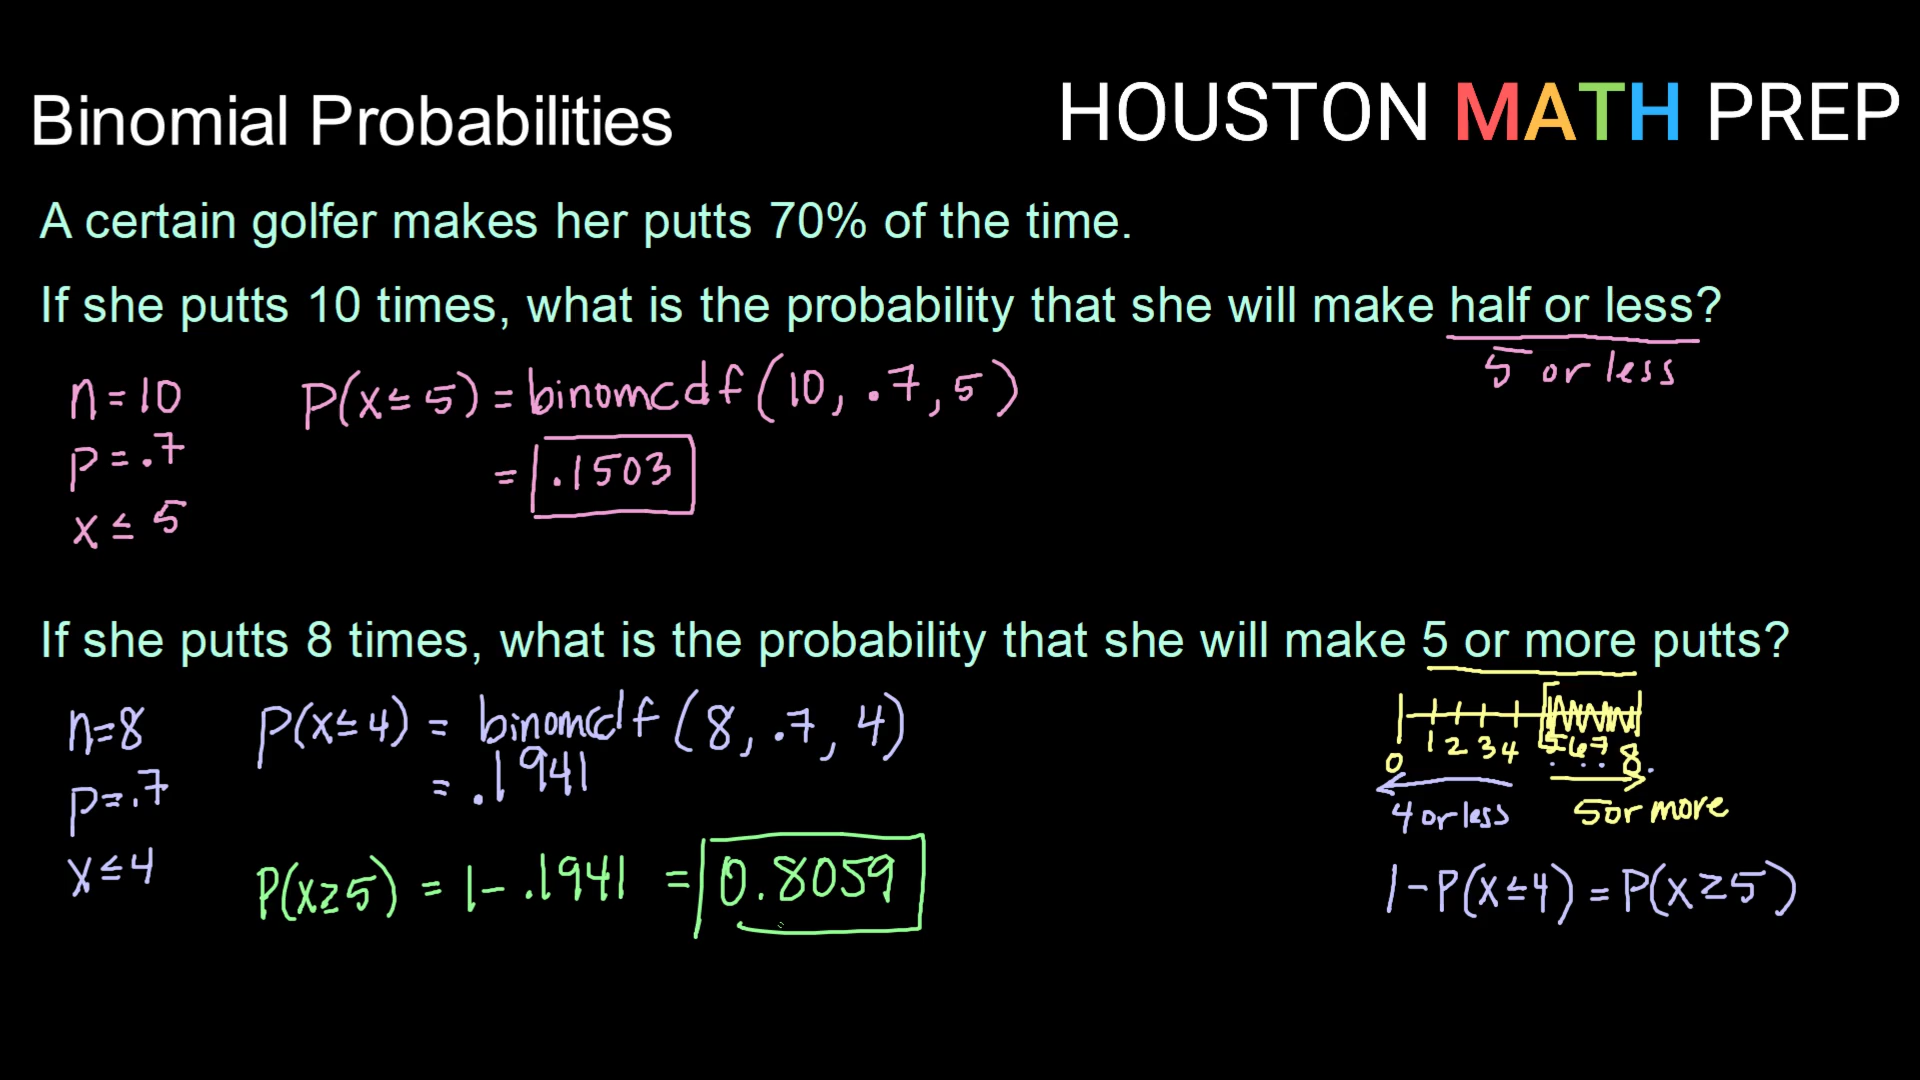 Binomial Probabilities
HOUSTON MATH PREP
A certain golfer makes her putts 70% of the time.
If she putts 10 times, what is the probability that she will make half or less?
5 or less
n=10
p=.7
x≤5
P(x≤5) = binomcdf(10, .7, 5)
= .1503
If she putts 8 times, what is the probability that she will make 5 or more putts?
n=8
p=.7
x≤4
P(x≤4) = binomcdf(8, .7, 4)
= .1941
P(x≥5) = 1- .1941 = 0.8059
0 1 2 3 4 5 6 7 8
4 or less
5 or more
1-P(x≤4) = P(x≥5)